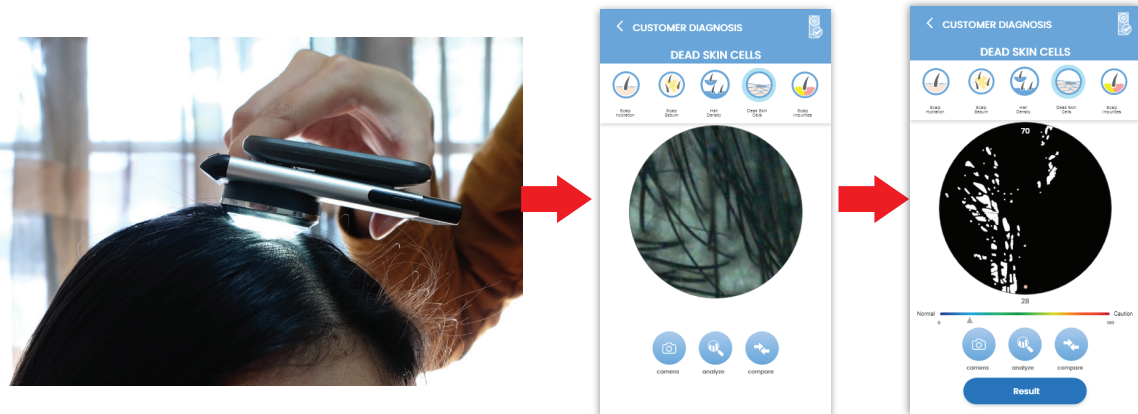 CUSTOMER DIAGNOSIS
DEAD SKIN CELLS
Scalp Hydration
Scalp Sebum
Hair Density
Dead Skin Cells
Scalp Impurities
camera
analyze
compare
CUSTOMER DIAGNOSIS
DEAD SKIN CELLS
Scalp Hydration
Scalp Sebum
Hair Density
Dead Skin Cells
Scalp Impurities
70
28
Normal
Caution
0
100
camera
analyze
compare
Result